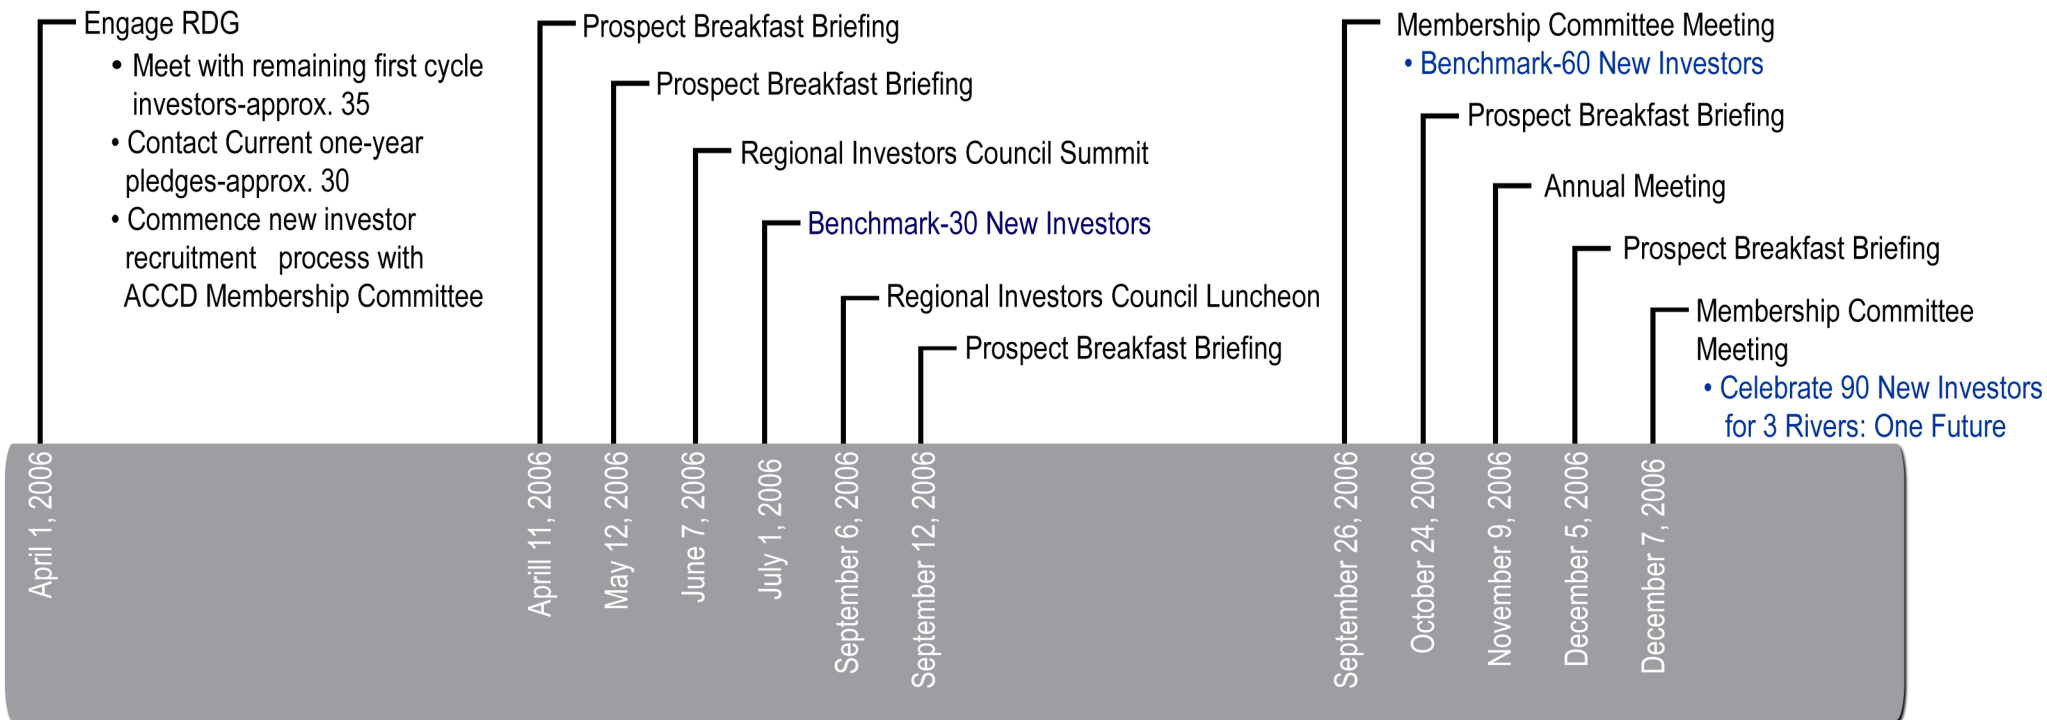 Engage RDG
• Meet with remaining first cycle
investors-approx. 35
• Contact Current one-year
pledges-approx. 30
• Commence new investor
recruitment process with
ACCD Membership Committee
Prospect Breakfast Briefing
Prospect Breakfast Briefing
Regional Investors Council Summit
Benchmark-30 New Investors
Regional Investors Council Luncheon
Prospect Breakfast Briefing
Membership Committee Meeting
• Benchmark-60 New Investors
Prospect Breakfast Briefing
Annual Meeting
Prospect Breakfast Briefing
Membership Committee
Meeting
• Celebrate 90 New Investors
for 3 Rivers: One Future
April 1, 2006
Aprill 11, 2006
May 12, 2006
June 7, 2006
July 1, 2006
September 6, 2006
September 12, 2006
September 26, 2006
October 24, 2006
November 9, 2006
December 5, 2006
December 7, 2006